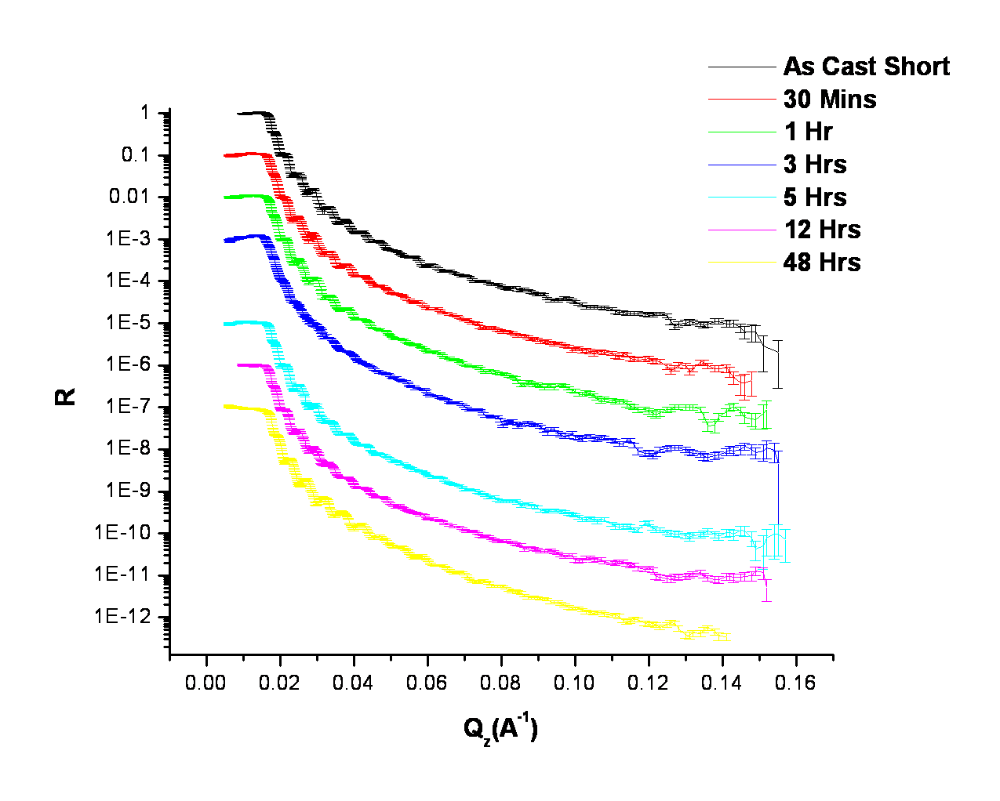 As Cast Short
30 Mins
1 Hr
3 Hrs
5 Hrs
12 Hrs
48 Hrs
1
0.1
0.01
1E-3
1E-4
1E-5
1E-6
1E-7
1E-8
1E-9
1E-10
1E-11
1E-12
R
0.00 0.02 0.04 0.06 0.08 0.10 0.12 0.14 0.16
Qz(A-1)